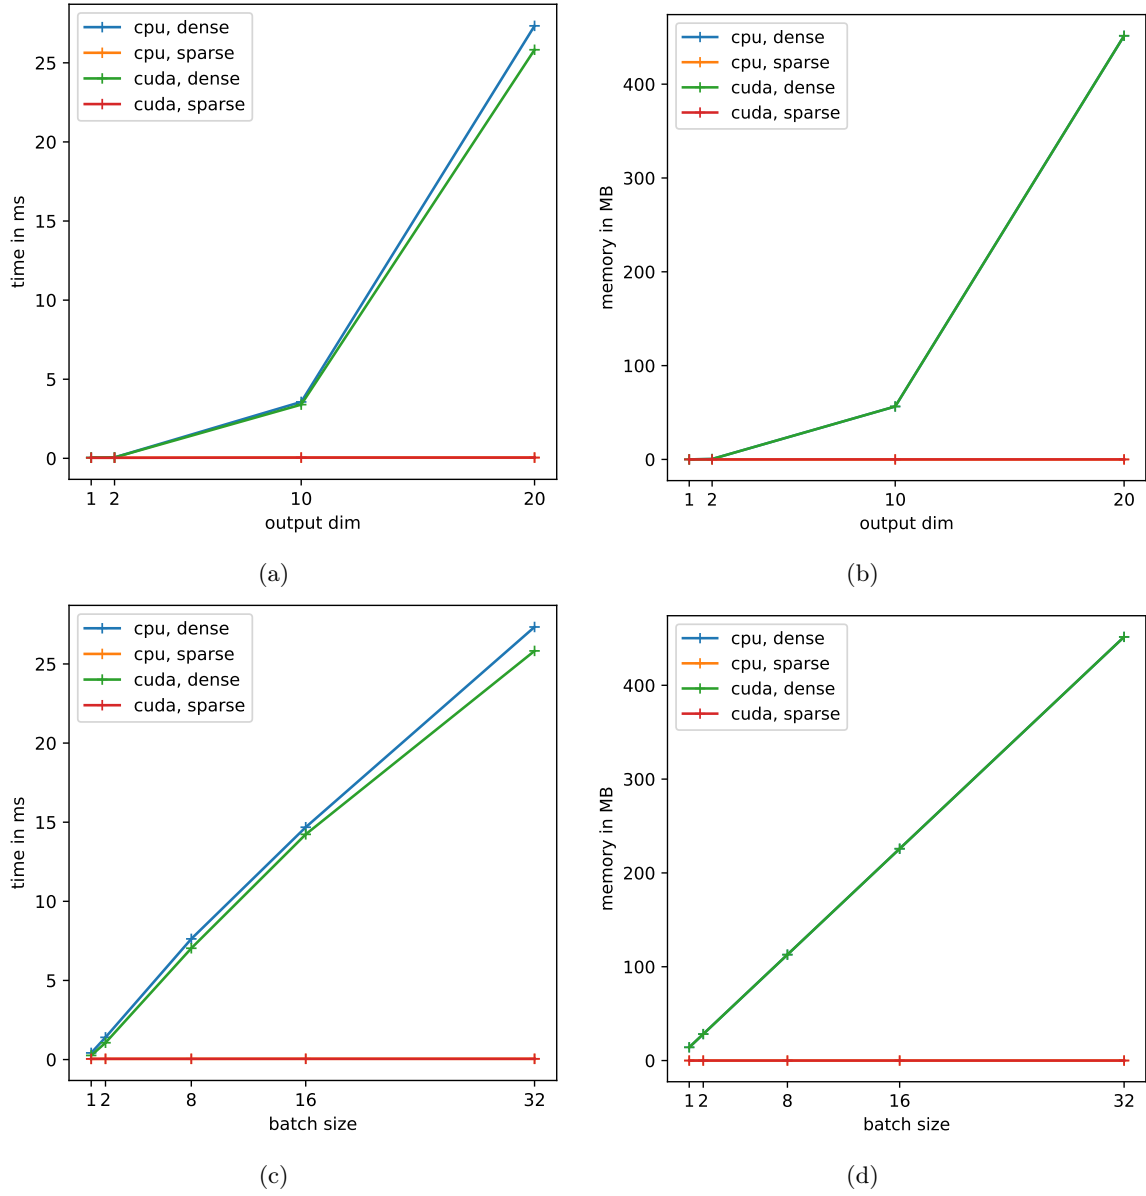 cpu, dense
cpu, sparse
cuda, dense
cuda, sparse
25
20
15
10
5
0
time in ms
1 2 10 20
output dim
(a)
cpu, dense
cpu, sparse
cuda, dense
cuda, sparse
400
300
200
100
0
memory in MB
1 2 10 20
output dim
(b)
cpu, dense
cpu, sparse
cuda, dense
cuda, sparse
25
20
15
10
5
0
time in ms
1 2 8 16 32
batch size
(c)
cpu, dense
cpu, sparse
cuda, dense
cuda, sparse
400
300
200
100
0
memory in MB
1 2 8 16 32
batch size
(d)